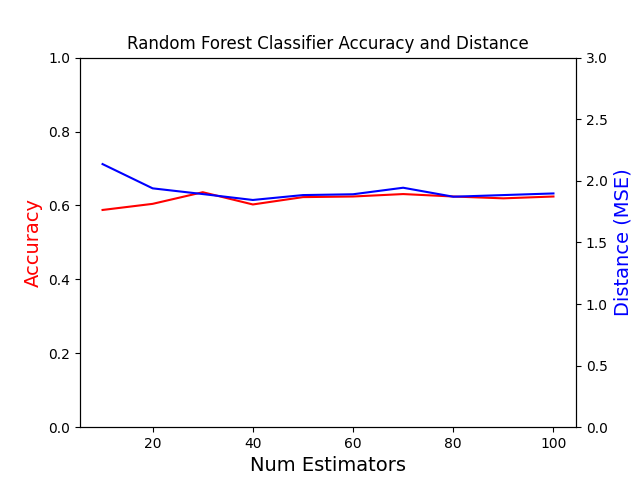 Random Forest Classifier Accuracy and Distance
1.0
0.8
0.6
0.4
0.2
0.0
Accuracy
3.0
2.5
2.0
1.5
1.0
0.5
0.0
Distance (MSE)
20 40 60 80 100
Num Estimators